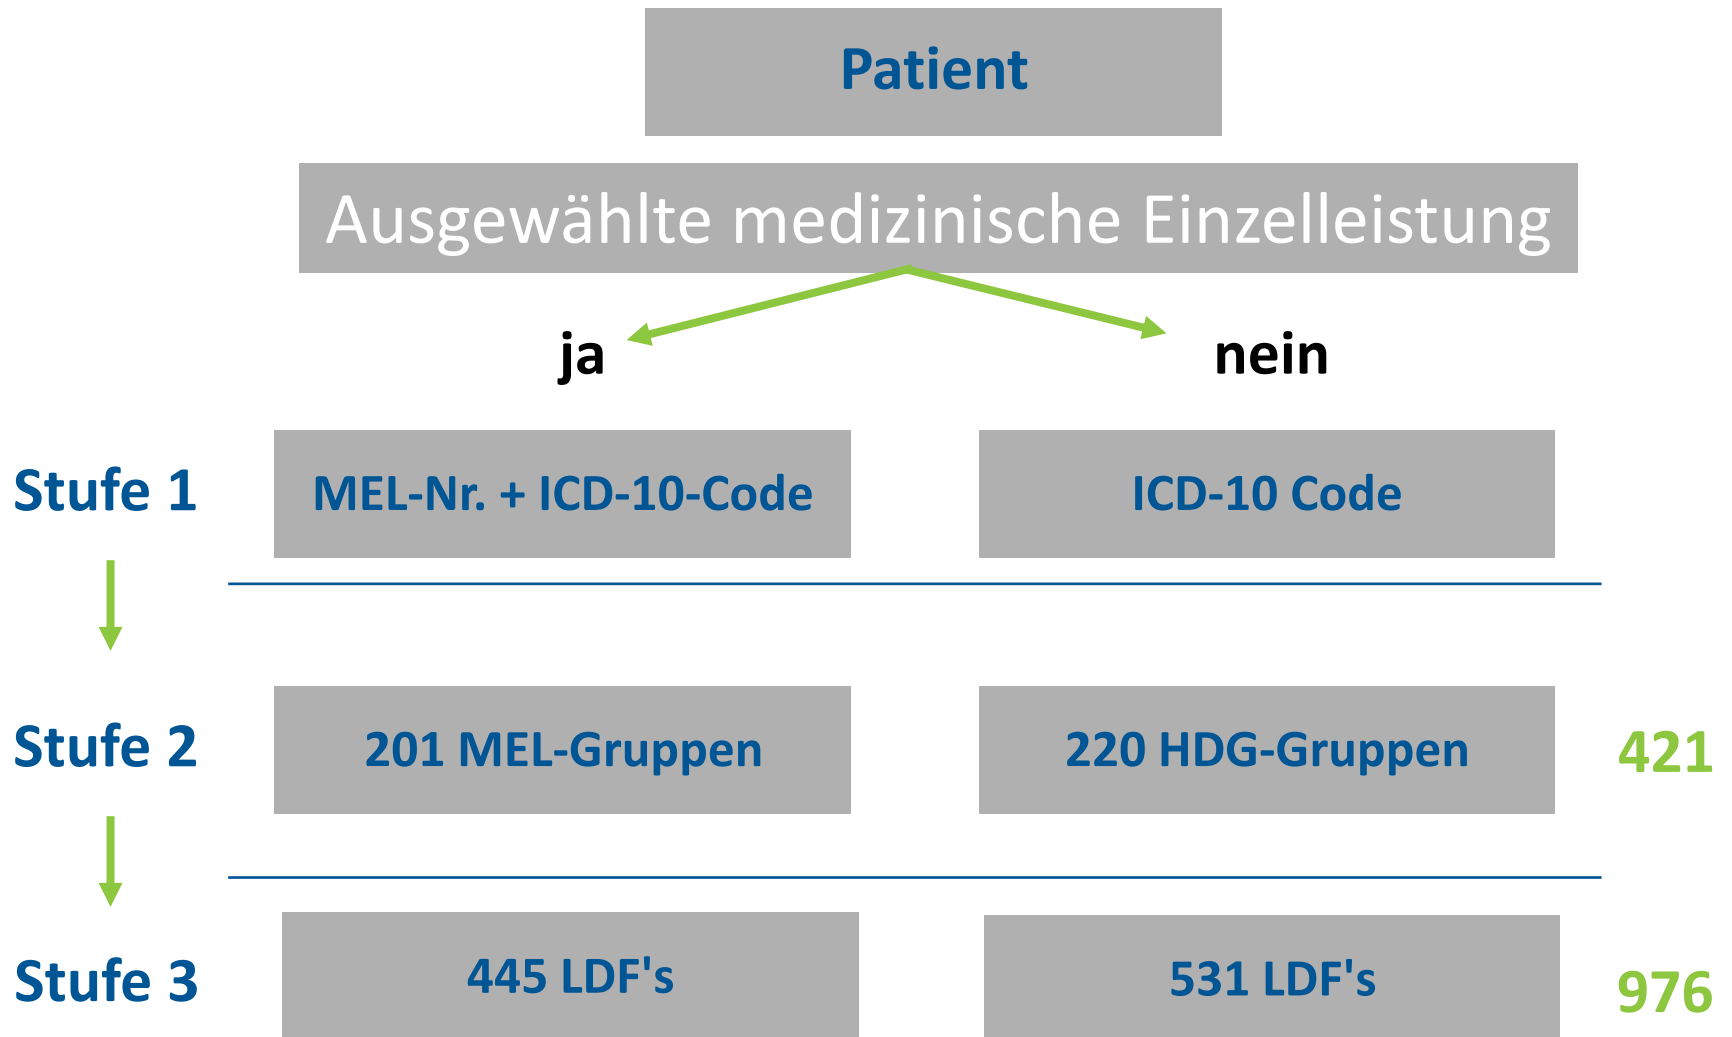 Patient
Ausgewählte medizinische Einzelleistung
ja
nein
Stufe 1
MEL-Nr. + ICD-10-Code
ICD-10 Code
Stufe 2
201 MEL-Gruppen
220 HDG-Gruppen
421
Stufe 3
445 LDF's
531 LDF's
976